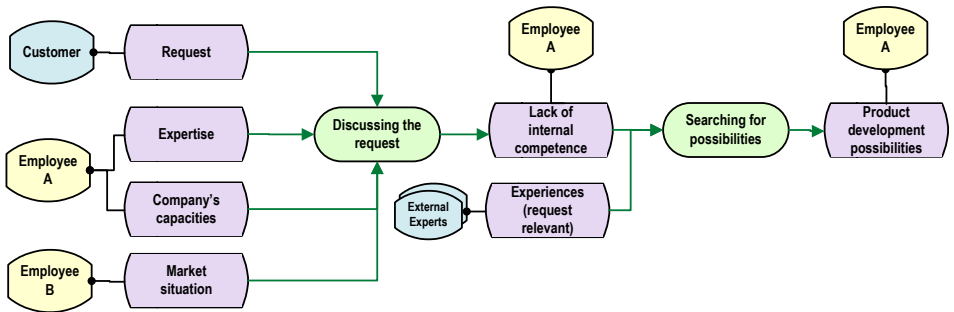 Customer
Request
Employee
A
Expertise
Company's
capacities
Employee
B
Market
situation
Discussing the
request
Employee
A
Lack of
internal
competence
External
Experts
Experiences
(request
relevant)
Searching for
possibilities
Employee
A
Product
development
possibilities